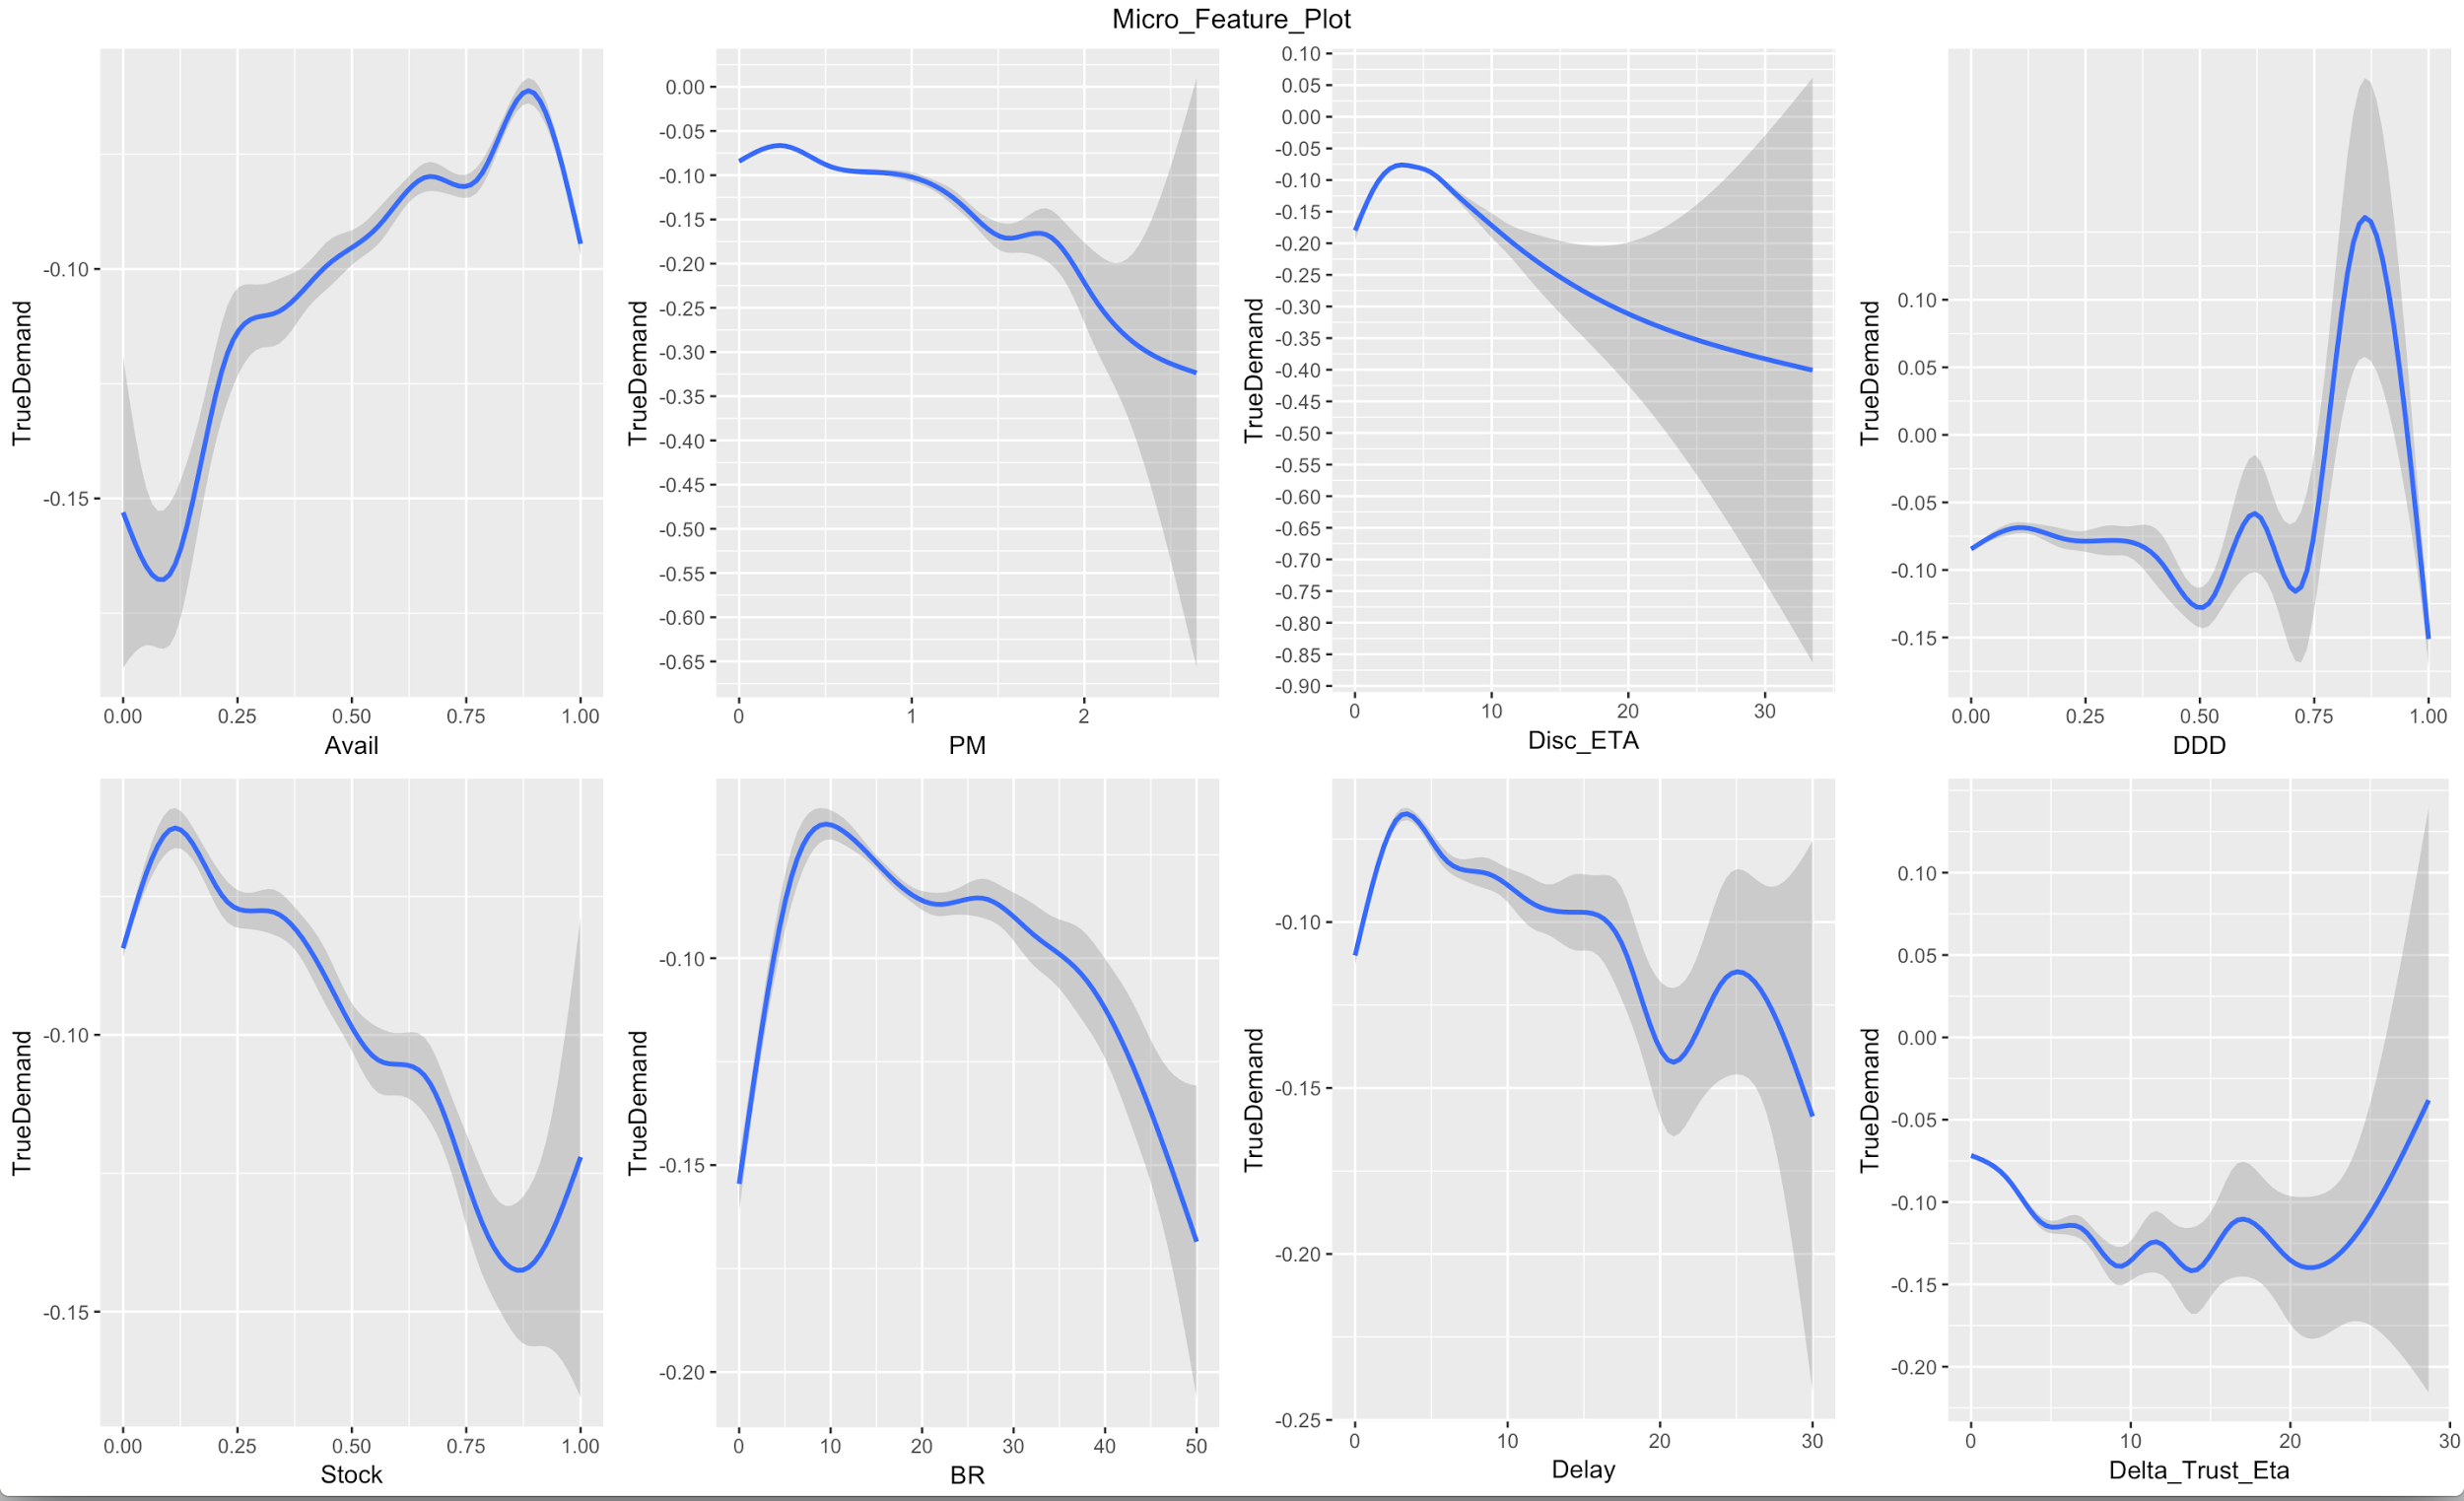 Micro_Feature_Plot
TrueDemand
-0.10
-0.15
0.00 0.25 0.50 0.75 1.00
Avail
TrueDemand
0.00
-0.05
-0.10
-0.15
-0.20
-0.25
-0.30
-0.35
-0.40
-0.45
-0.50
-0.55
-0.60
-0.65
0 1 2
PM
TrueDemand
0.10
0.05
0.00
-0.05
-0.10
-0.15
-0.20
-0.25
-0.30
-0.35
-0.40
-0.45
-0.50
-0.55
-0.60
-0.65
-0.70
-0.75
-0.80
-0.85
-0.90
0 10 20 30
Disc_ETA
TrueDemand
0.10
0.05
0.00
-0.05
-0.10
-0.15
0.00 0.25 0.50 0.75 1.00
DDD
TrueDemand
-0.10
-0.15
0.00 0.25 0.50 0.75 1.00
Stock
TrueDemand
-0.10
-0.15
-0.20
0 10 20 30 40 50
BR
TrueDemand
-0.10
-0.15
-0.20
-0.25
0 10 20 30
Delay
TrueDemand
0.10
0.05
0.00
-0.05
-0.10
-0.15
-0.20
0 10 20 30
Delta_Trust_Eta